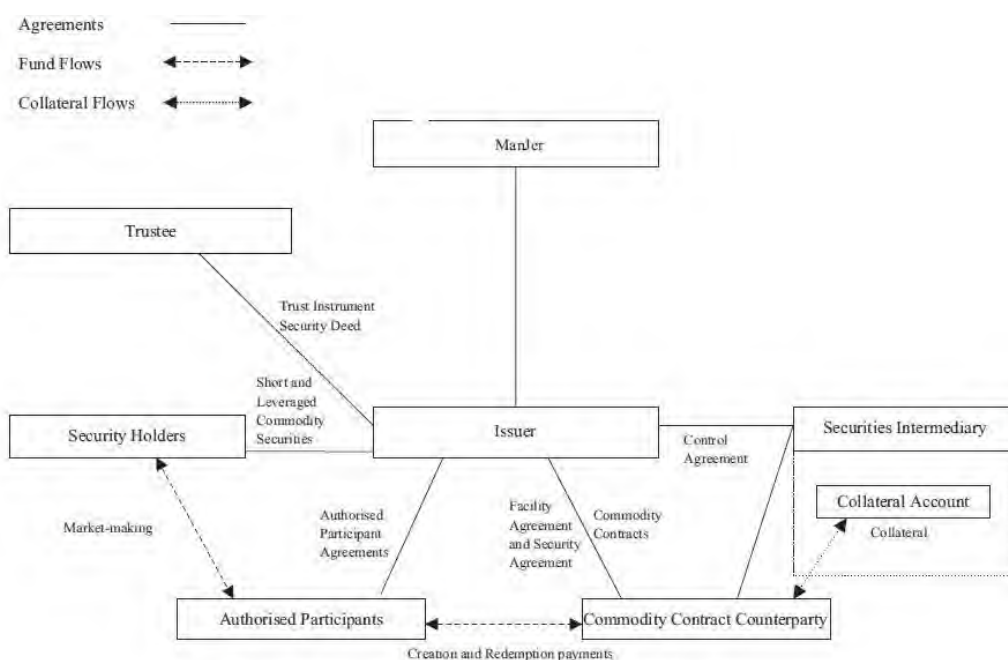 Agreements
Fund Flows
Collateral Flows
ManJer
Trustee
Trust Instrument
Security Deed
Short and
Leveraged
Commodity
Securities
Security Holders
Issuer
Control
Agreement
Securities Intermediary
Collateral Account
Collateral
Market-making
Authorised
Participant
Agreements
Facility
Agreement
and Security
Agreement
Commodity
Contracts
Authorised Participants
Commodity Contract Counterparty
Creation and Redemption payments